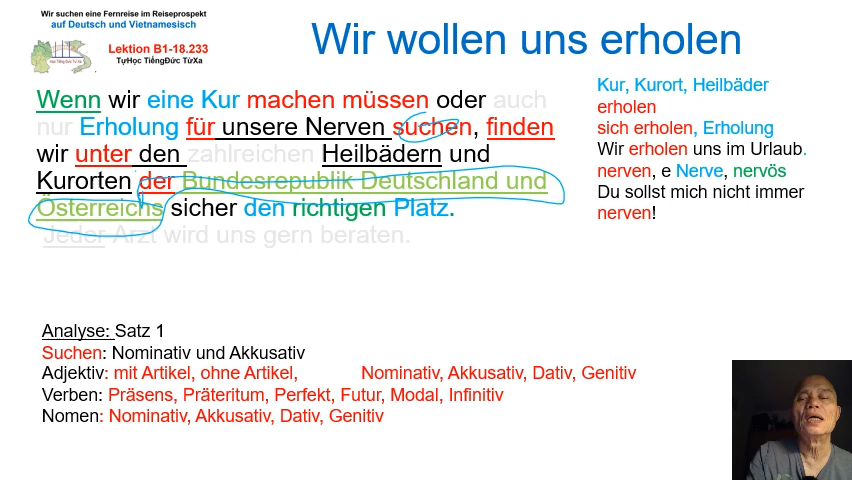 Wir suchen eine Fernreise im Reiseprospekt
auf Deutsch und Vietnamesisch
Lektion B1-18.233
TựHọc TiếngĐức TừXa
Wir wollen uns erholen
Wenn wir eine Kur machen müssen oder auch
nur Erholung für unsere Nerven suchen, finden
wir unter den zahlreichen Heilbädern und
Kurorten der Bundesrepublik Deutschland und
Österreichs sicher den richtigen Platz.
Jeder Arzt wird uns gern beraten.
Kur, Kurort, Heilbäder
erholen
sich erholen, Erholung
Wir erholen uns im Urlaub.
nerven, e Nerve, nervös
Du sollst mich nicht immer
nerven!
Analyse: Satz 1
Suchen: Nominativ und Akkusativ
Adjektiv: mit Artikel, ohne Artikel, Nominativ, Akkusativ, Dativ, Genitiv
Verben: Präsens, Präteritum, Perfekt, Futur, Modal, Infinitiv
Nomen: Nominativ, Akkusativ, Dativ, Genitiv